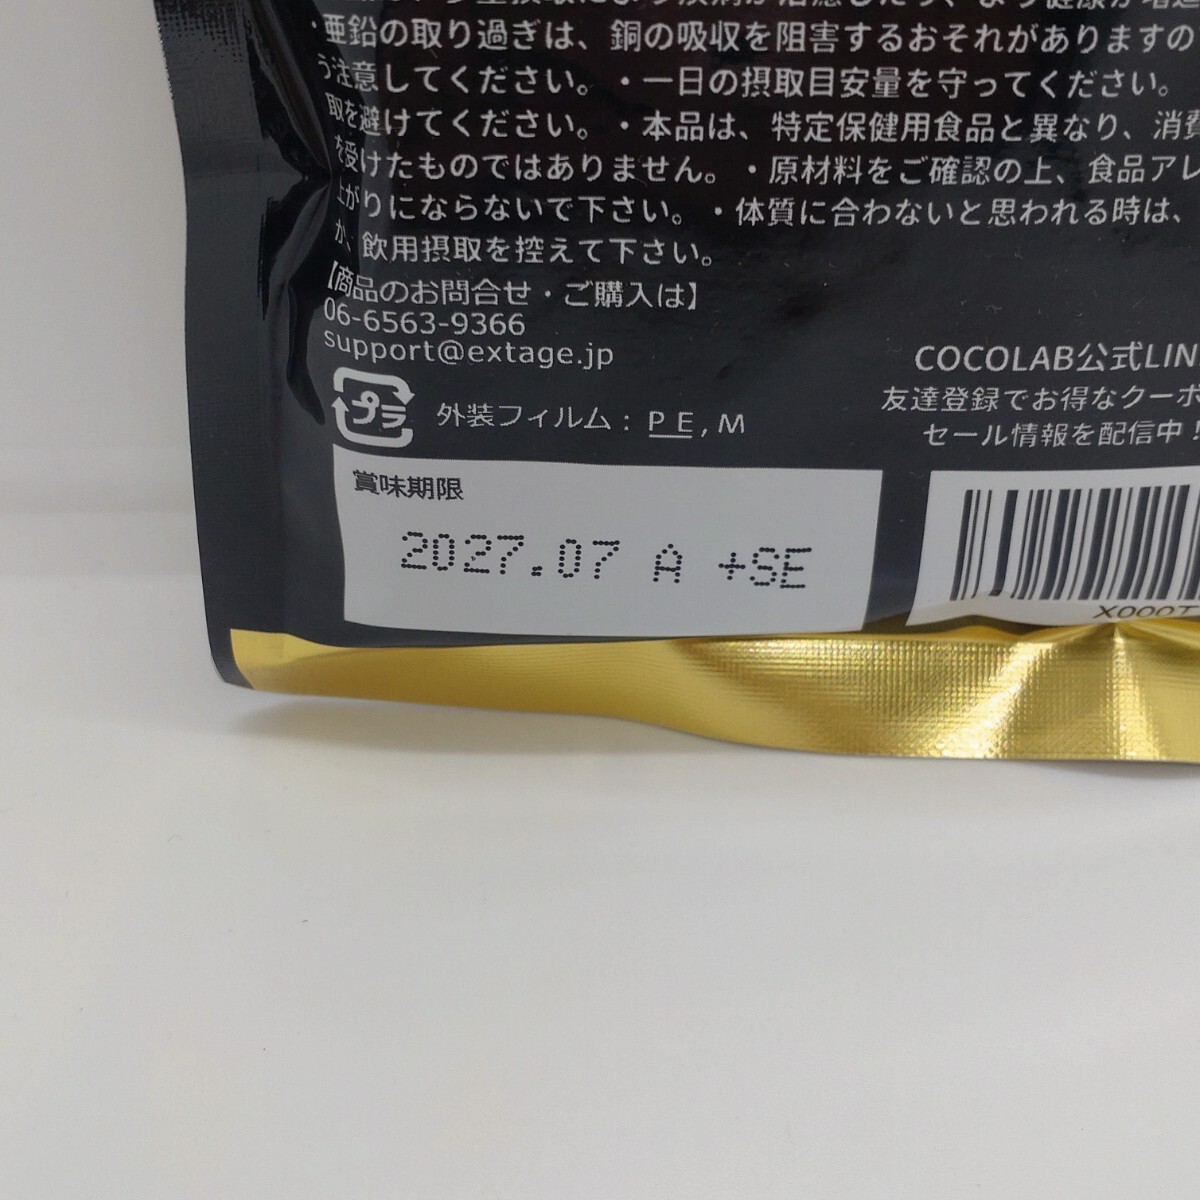 ・亜鉛の取り過ぎは、銅の吸収を阻害するおそれがありますの
う注意してください。・一日の摂取目安量を守ってください。
取を避けてください。・本品は、特定保健用食品と異なり、消費
を受けたものではありません。・原材料をご確認の上、食品アレ
上がりにならないで下さい。・体質に合わないと思われる時は、
か、飲用摂取を控えて下さい。
【商品のお問合せ・ご購入は】
06-6563-9366
support@extage.jp
プラ
外装フィルム：PE,M
COCOLAB公式LIN
友達登録でお得なクーポ
セール情報を配信中！
賞味期限
2027.07 A +SE
X000T